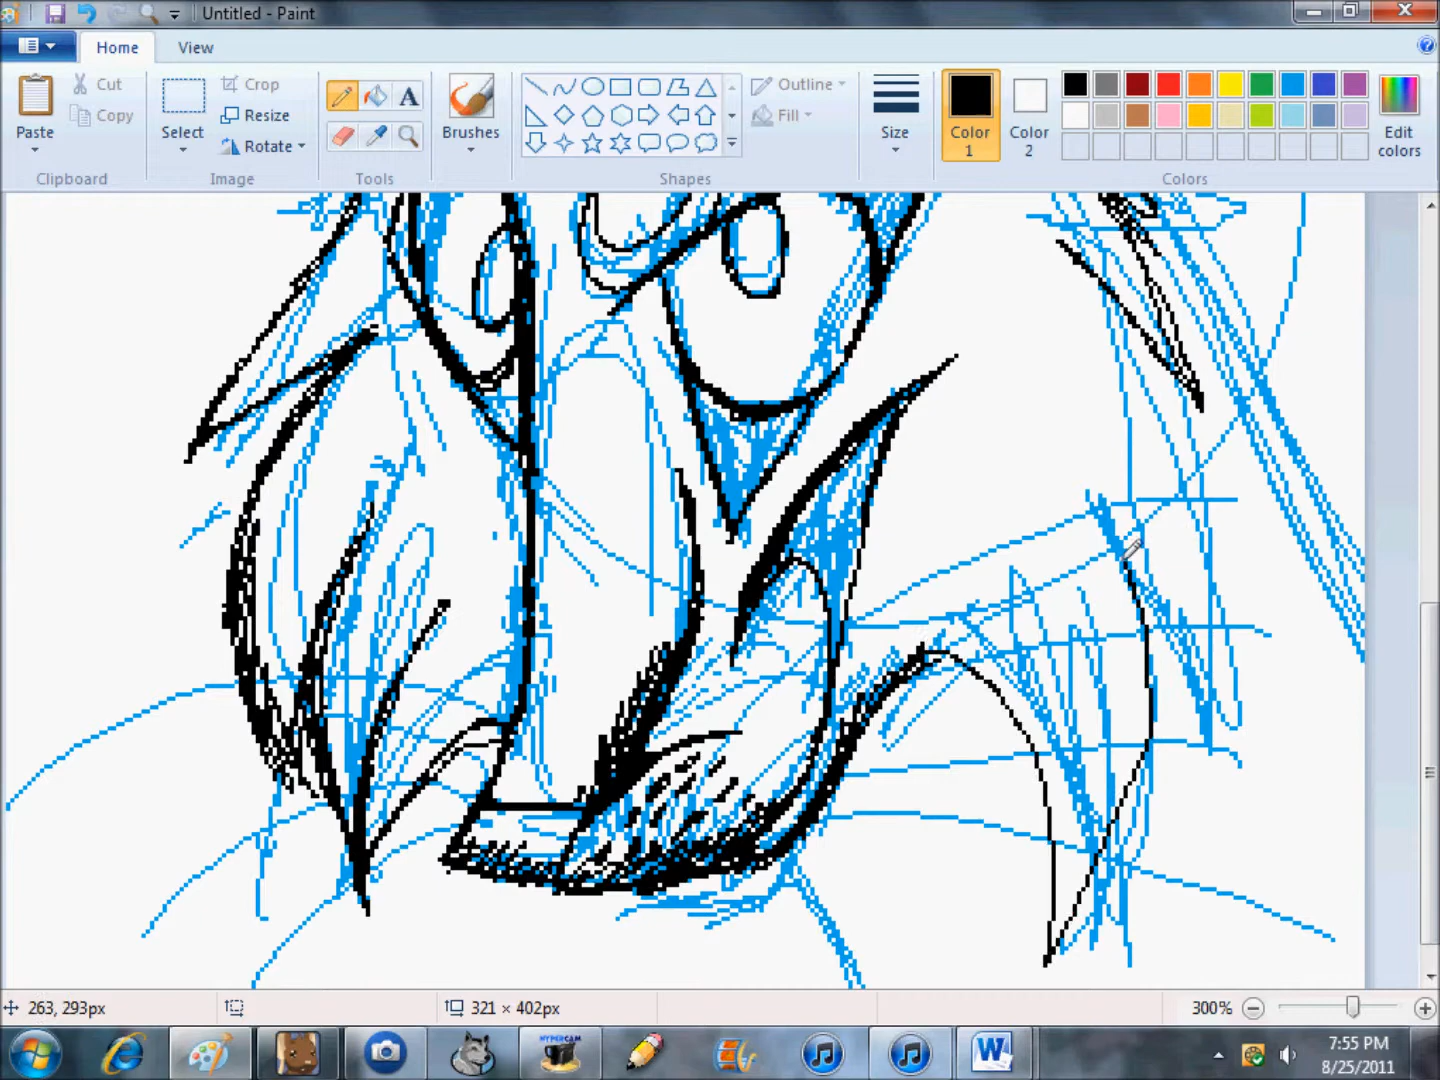 Untitled - Paint
Home View
Paste
Cut
Copy
Clipboard
Select
Crop
Resize
Rotate
Image
A
Tools
Brushes
Outline
Fill
Shapes
Size
Color 1
Color 2
Edit colors
Colors
263, 293px
321 × 402px
300%
HYPERCAM
W
7:55 PM
8/25/2011